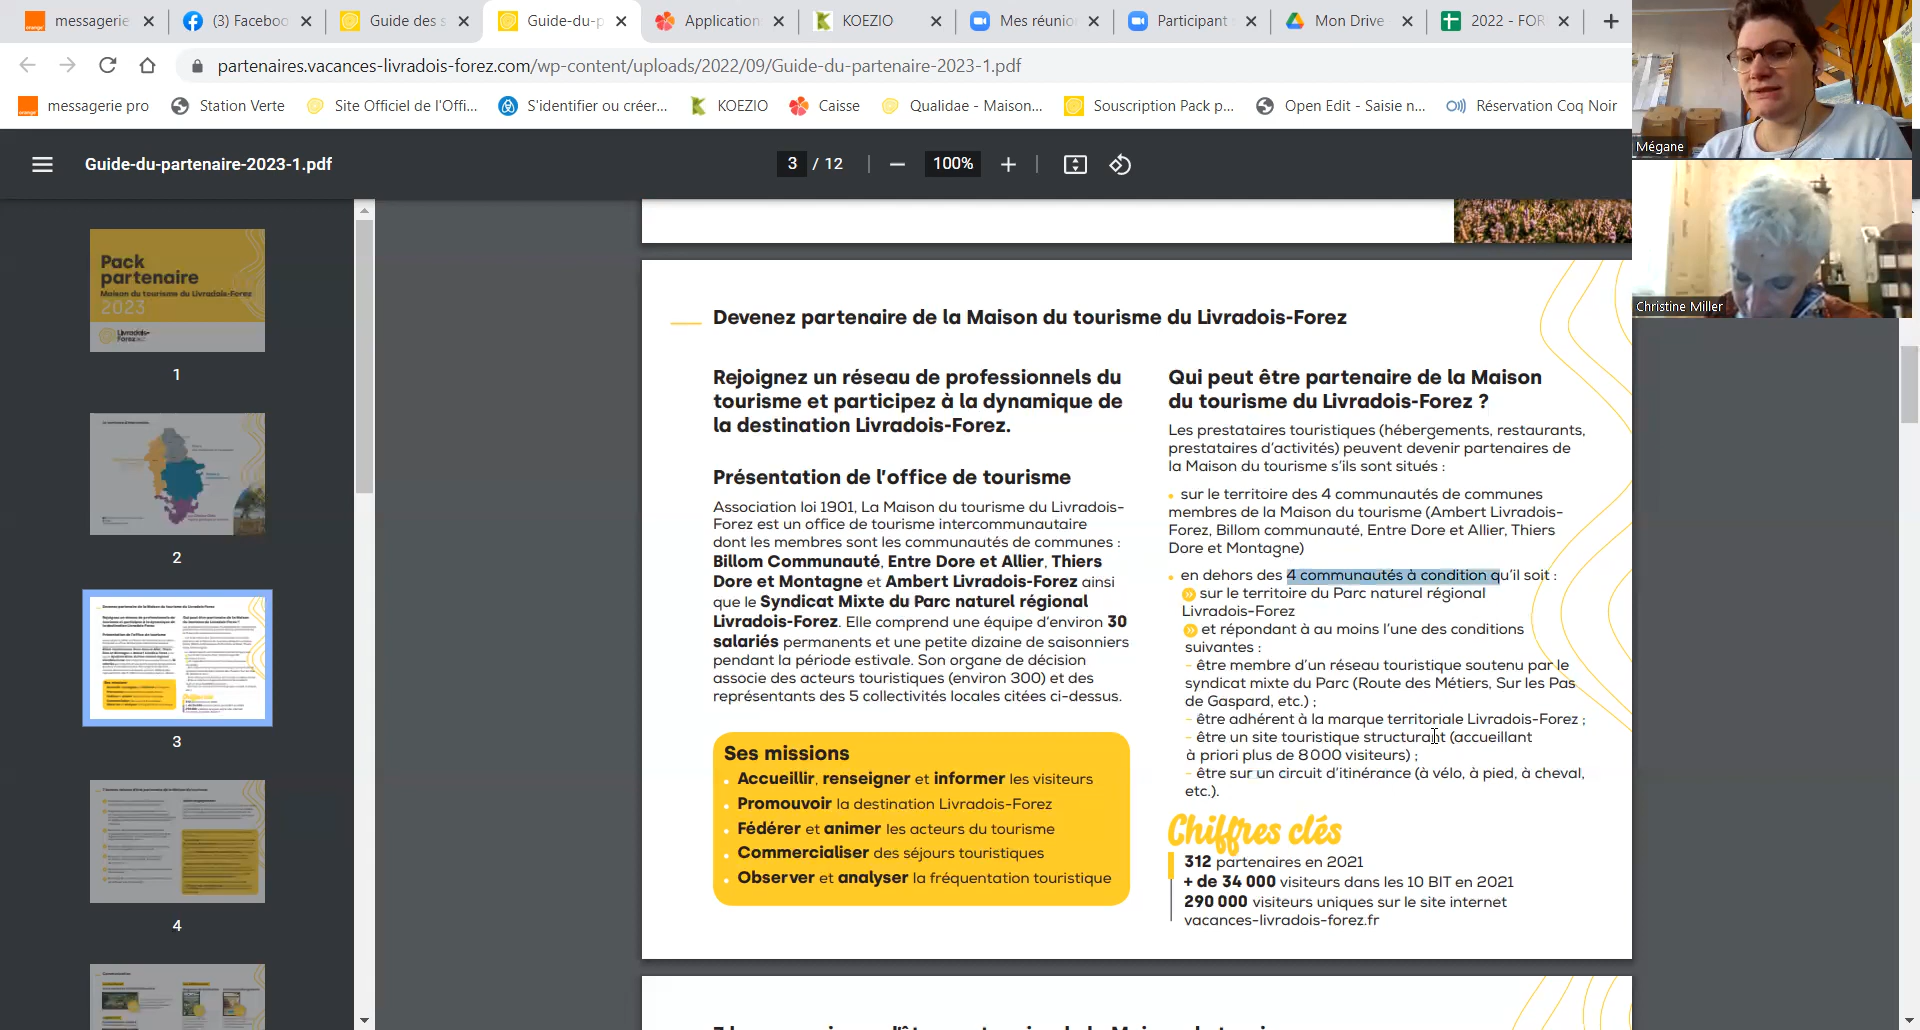 messagerie
(3) Faceboo
Guide des s
Guide-du-p
Application
KOEZIO
Mes réunio
Participant
Mon Drive
2022 - FOR
partenaires.vacances-livradois-forez.com/wp-content/uploads/2022/09/Guide-du-partenaire-2023-1.pdf
messagerie pro
Station Verte
Site Officiel de l'Offi...
S'identifier ou créer...
KOEZIO
Caisse
Qualidae - Maison...
Souscription Pack p...
Open Edit - Saisie n...
Réservation Coq Noir
Mégane
Christine Miller
Guide-du-partenaire-2023-1.pdf
3 / 12
100%
Pack
partenaire
Maison du tourisme du Livradois-Forez
2023
Livradois-
Forez
1
2
3
4
Devenez partenaire de la Maison du tourisme du Livradois-Forez
Rejoignez un réseau de professionnels du
tourisme et participez à la dynamique de
la destination Livradois-Forez.
Présentation de l'office de tourisme
Association loi 1901, La Maison du tourisme du Livradois-
Forez est un office de tourisme intercommunautaire
dont les membres sont les communautés de communes :
Billom Communauté, Entre Dore et Allier, Thiers
Dore et Montagne et Ambert Livradois-Forez ainsi
que le Syndicat Mixte du Parc naturel régional
Livradois-Forez. Elle comprend une équipe d'environ 30
salariés permanents et une petite dizaine de saisonniers
pendant la période estivale. Son organe de décision
associe des acteurs touristiques (environ 300) et des
représentants des 5 collectivités locales citées ci-dessus.
Ses missions
• Accueillir, renseigner et informer les visiteurs
• Promouvoir la destination Livradois-Forez
• Fédérer et animer les acteurs du tourisme
• Commercialiser des séjours touristiques
• Observer et analyser la fréquentation touristique
Qui peut être partenaire de la Maison
du tourisme du Livradois-Forez ?
Les prestataires touristiques (hébergements, restaurants,
prestataires d'activités) peuvent devenir partenaires de
la Maison du tourisme s'ils sont situés :
• sur le territoire des 4 communautés de communes
membres de la Maison du tourisme (Ambert Livradois-
Forez, Billom communauté, Entre Dore et Allier, Thiers
Dore et Montagne)
• en dehors des 4 communautés à condition qu'il soit :
» sur le territoire du Parc naturel régional
Livradois-Forez
» et répondant à au moins l'une des conditions
suivantes :
- être membre d'un réseau touristique soutenu par le
syndicat mixte du Parc (Route des Métiers, Sur les Pas
de Gaspard, etc.) ;
- être adhérent à la marque territoriale Livradois-Forez ;
- être un site touristique structurant (accueillant
à priori plus de 8000 visiteurs) ;
- être sur un circuit d'itinérance (à vélo, à pied, à cheval,
etc.).
Chiffres clés
312 partenaires en 2021
+ de 34 000 visiteurs dans les 10 BIT en 2021
290 000 visiteurs uniques sur le site internet
vacances-livradois-forez.fr